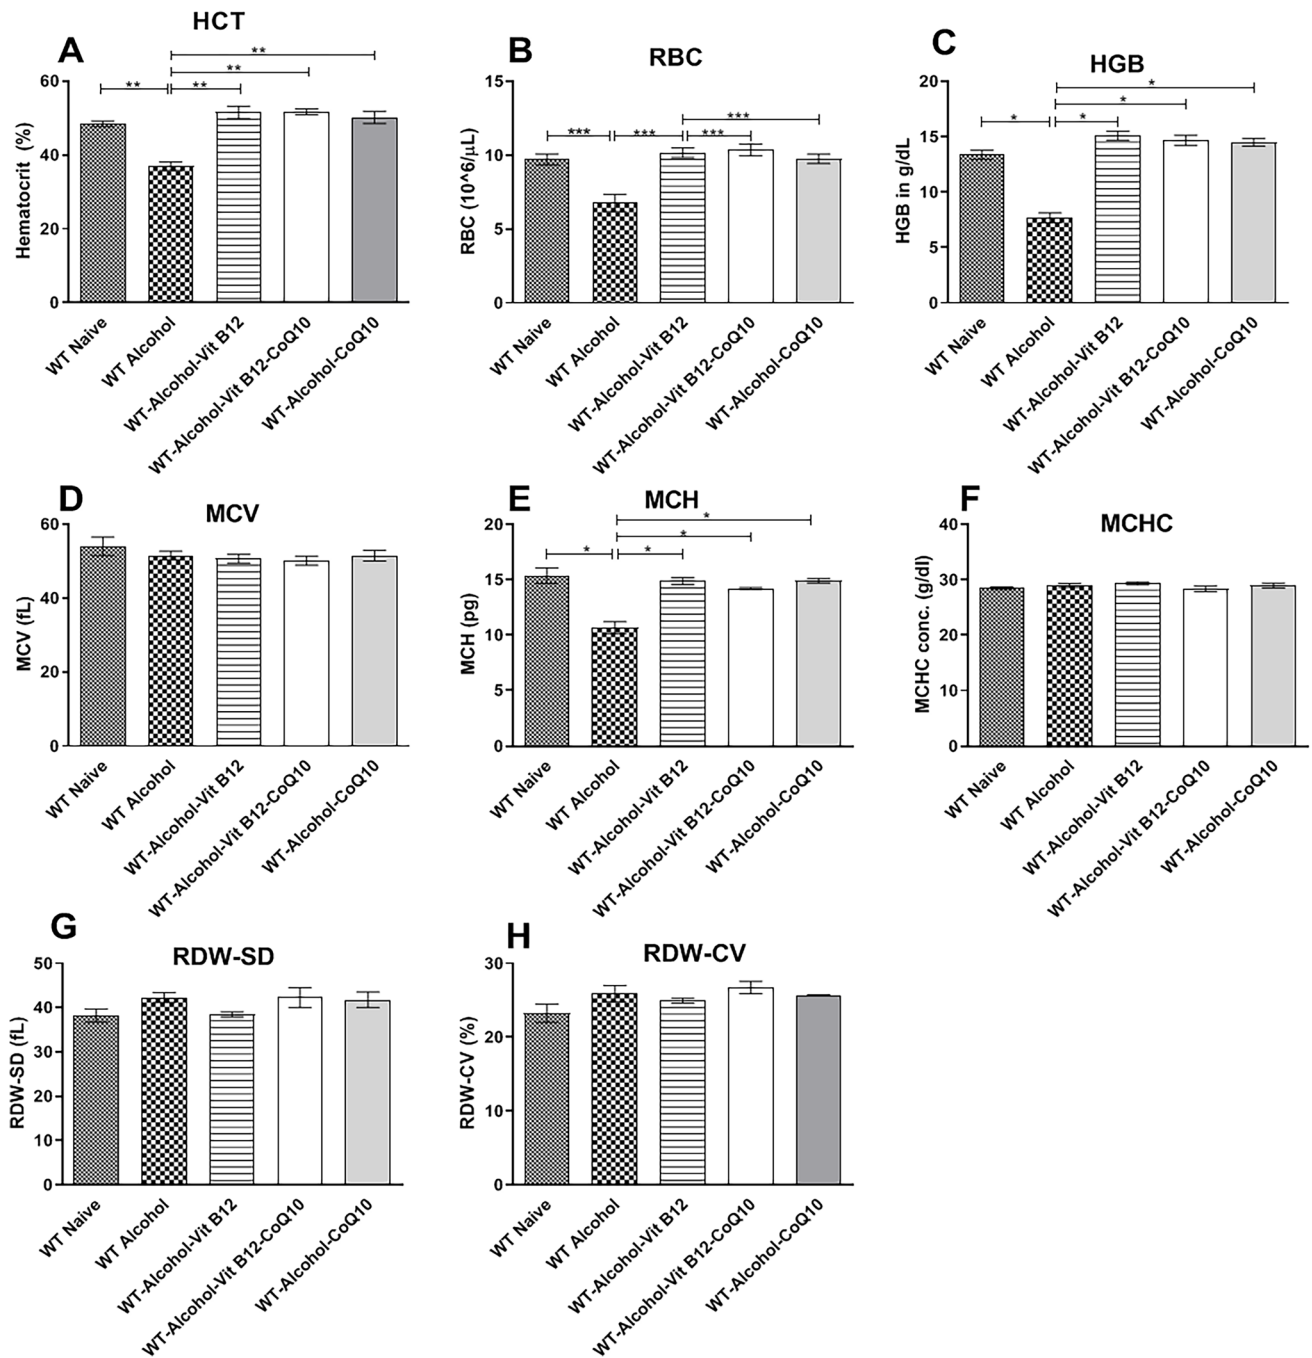 A
HCT
**
**
** **
Hematocrit (%)
60
40
20
0
WT Naive
WT Alcohol
WT-Alcohol-Vit B12
WT-Alcohol-Vit B12-CoQ10
WT-Alcohol-CoQ10
B
RBC
***
*** *** ***
RBC (10^6/μL)
15
10
5
0
WT Naive
WT Alcohol
WT-Alcohol-Vit B12
WT-Alcohol-Vit B12-CoQ10
WT-Alcohol-CoQ10
C
HGB
*
*
* *
HGB in g/dL
20
15
10
5
0
WT Naive
WT Alcohol
WT-Alcohol-Vit B12
WT-Alcohol-Vit B12-CoQ10
WT-Alcohol-CoQ10
D
MCV
MCV (fL)
60
40
20
0
WT Naive
WT Alcohol
WT-Alcohol-Vit B12
WT-Alcohol-Vit B12-CoQ10
WT-Alcohol-CoQ10
E
MCH
*
*
* *
MCH (pg)
20
15
10
5
0
WT Naive
WT Alcohol
WT-Alcohol-Vit B12
WT-Alcohol-Vit B12-CoQ10
WT-Alcohol-CoQ10
F
MCHC
MCHC conc. (g/dl)
40
30
20
10
0
WT Naive
WT Alcohol
WT-Alcohol-Vit B12
WT-Alcohol-Vit B12-CoQ10
WT-Alcohol-CoQ10
G
RDW-SD
RDW-SD (fL)
50
40
30
20
10
0
WT Naive
WT Alcohol
WT-Alcohol-Vit B12
WT-Alcohol-Vit B12-CoQ10
WT-Alcohol-CoQ10
H
RDW-CV
RDW-CV (%)
30
20
10
0
WT Naive
WT Alcohol
WT-Alcohol-Vit B12
WT-Alcohol-Vit B12-CoQ10
WT-Alcohol-CoQ10